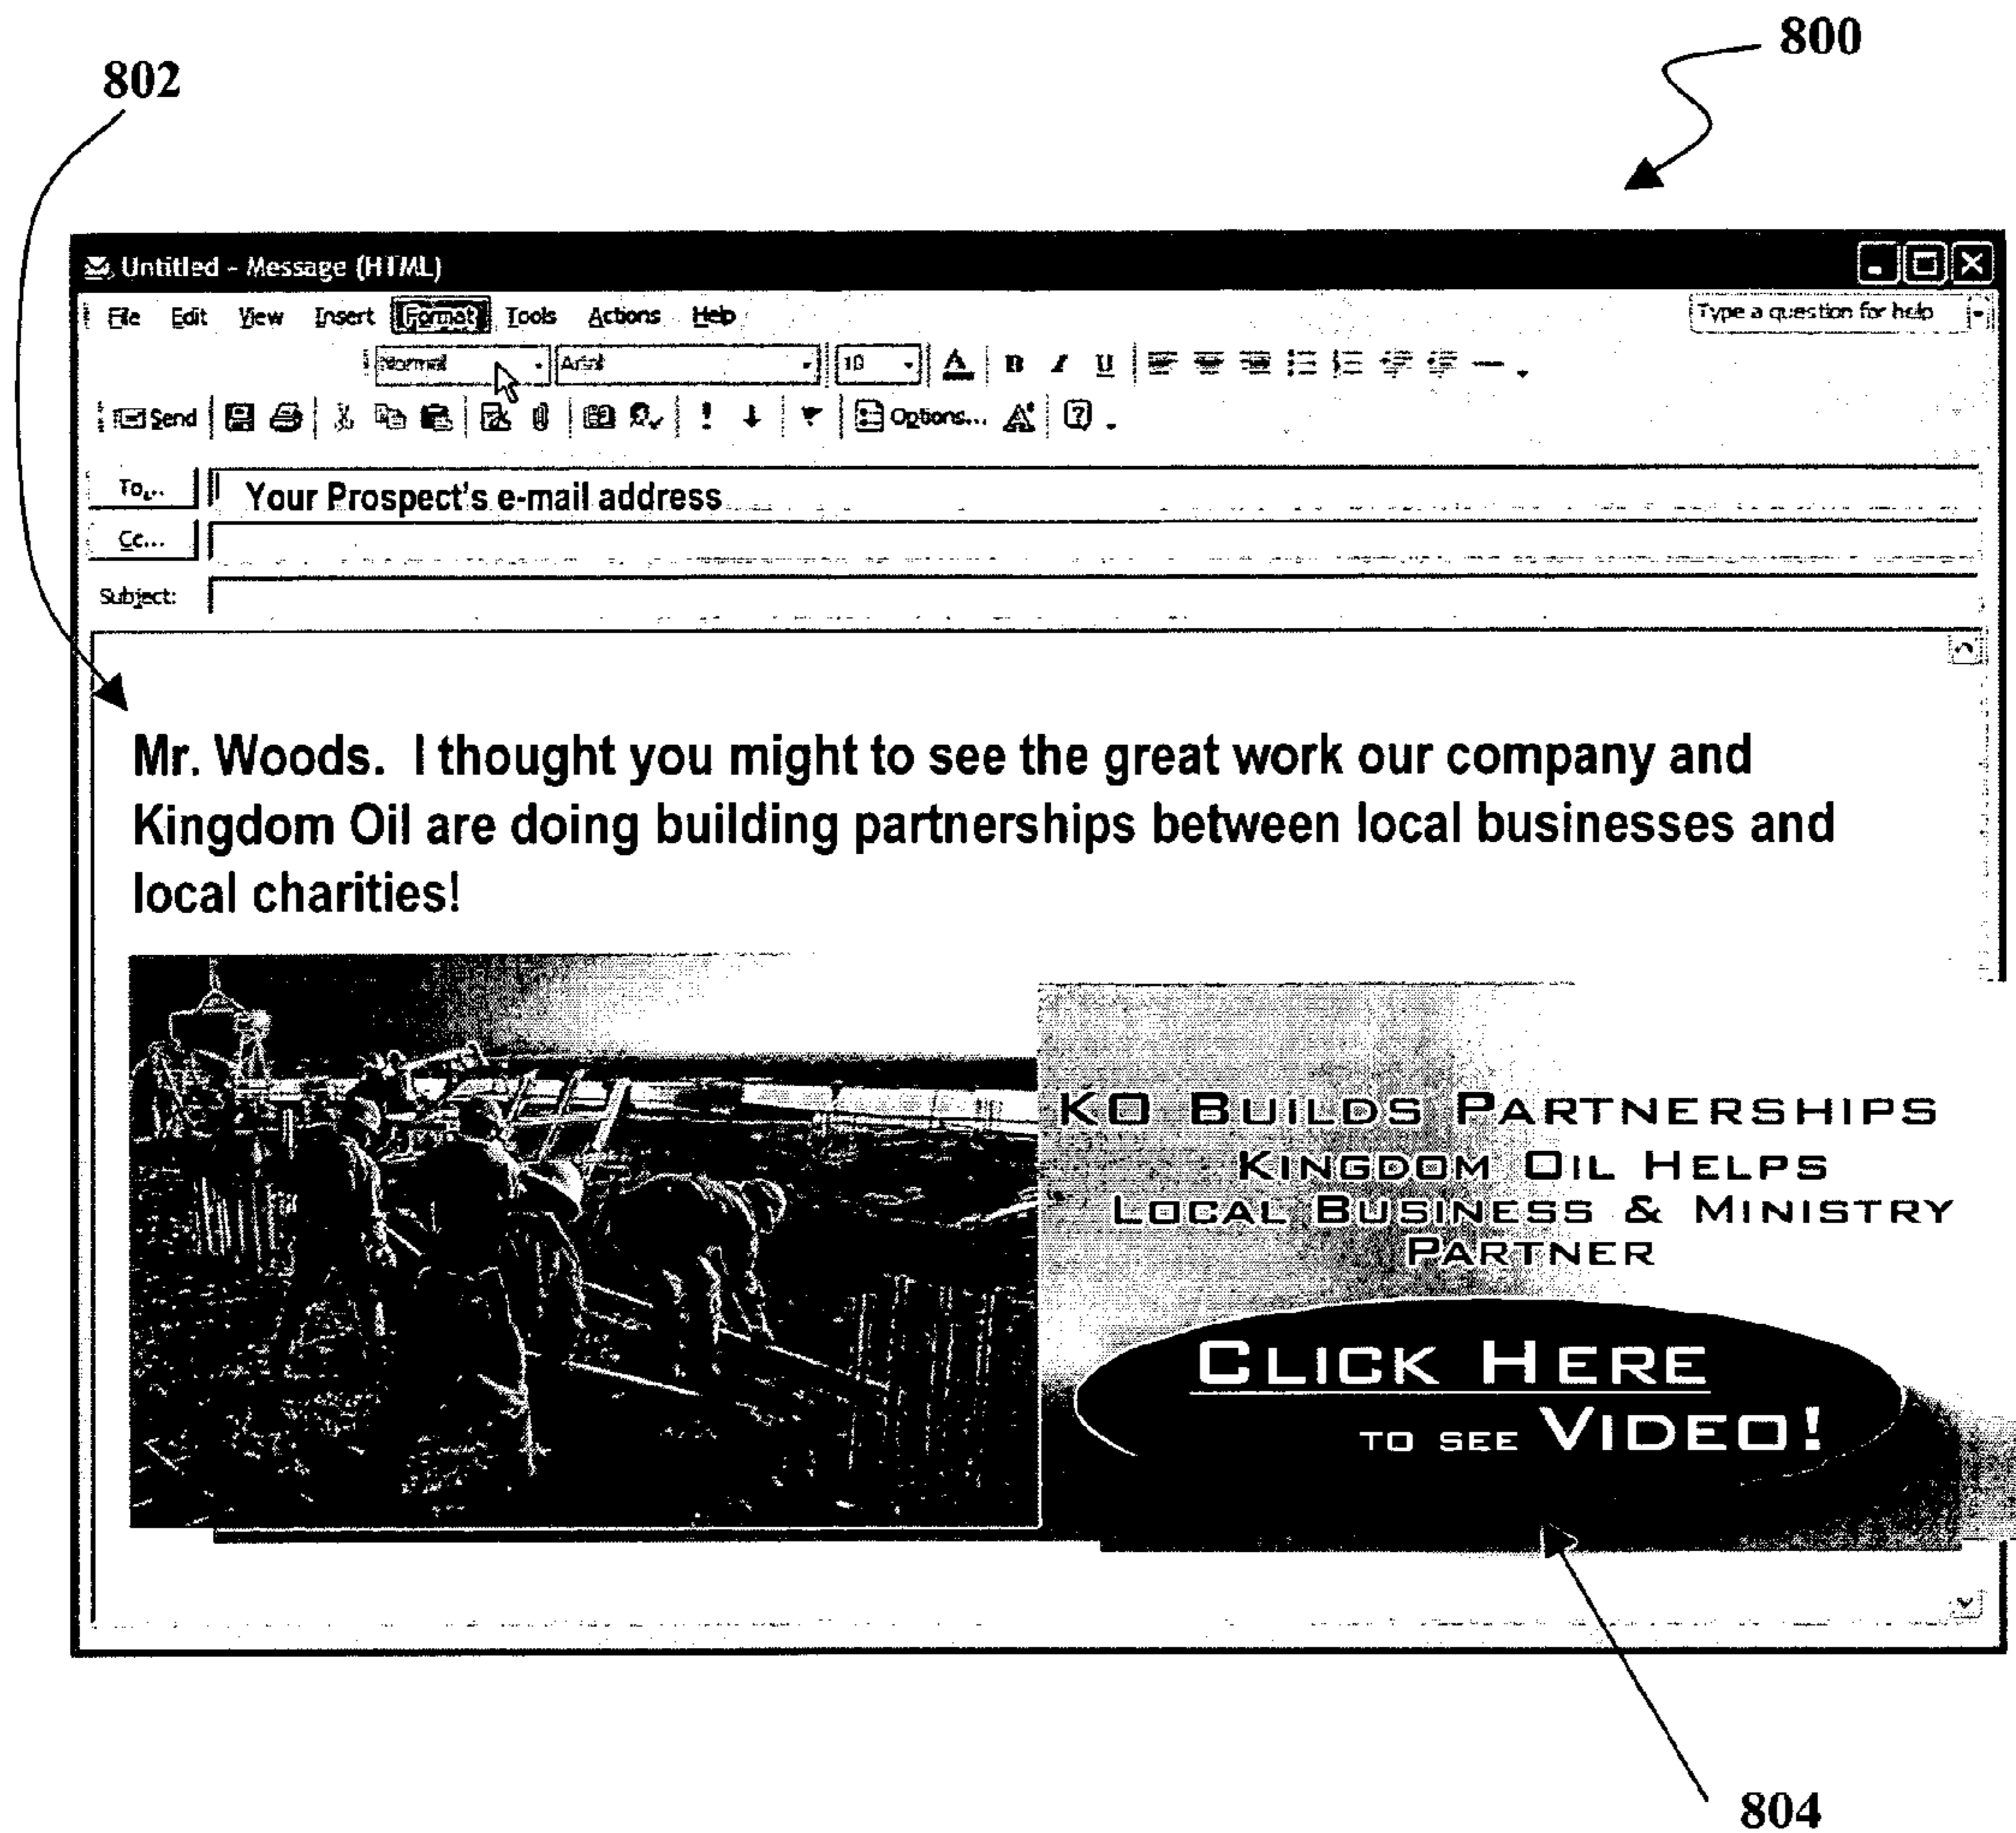 800
802
Untitled - Message (HTML)
File Edit View Insert Format Tools Actions Help Type a question for help
Normal Arial 10 A B I U
Send Options...
To... Your Prospect's e-mail address
Cc...
Subject:
Mr. Woods. I thought you might to see the great work our company and
Kingdom Oil are doing building partnerships between local businesses and
local charities!
KO BUILDS PARTNERSHIPS
KINGDOM OIL HELPS
LOCAL BUSINESS & MINISTRY
PARTNER
CLICK HERE
TO SEE VIDEO!
804